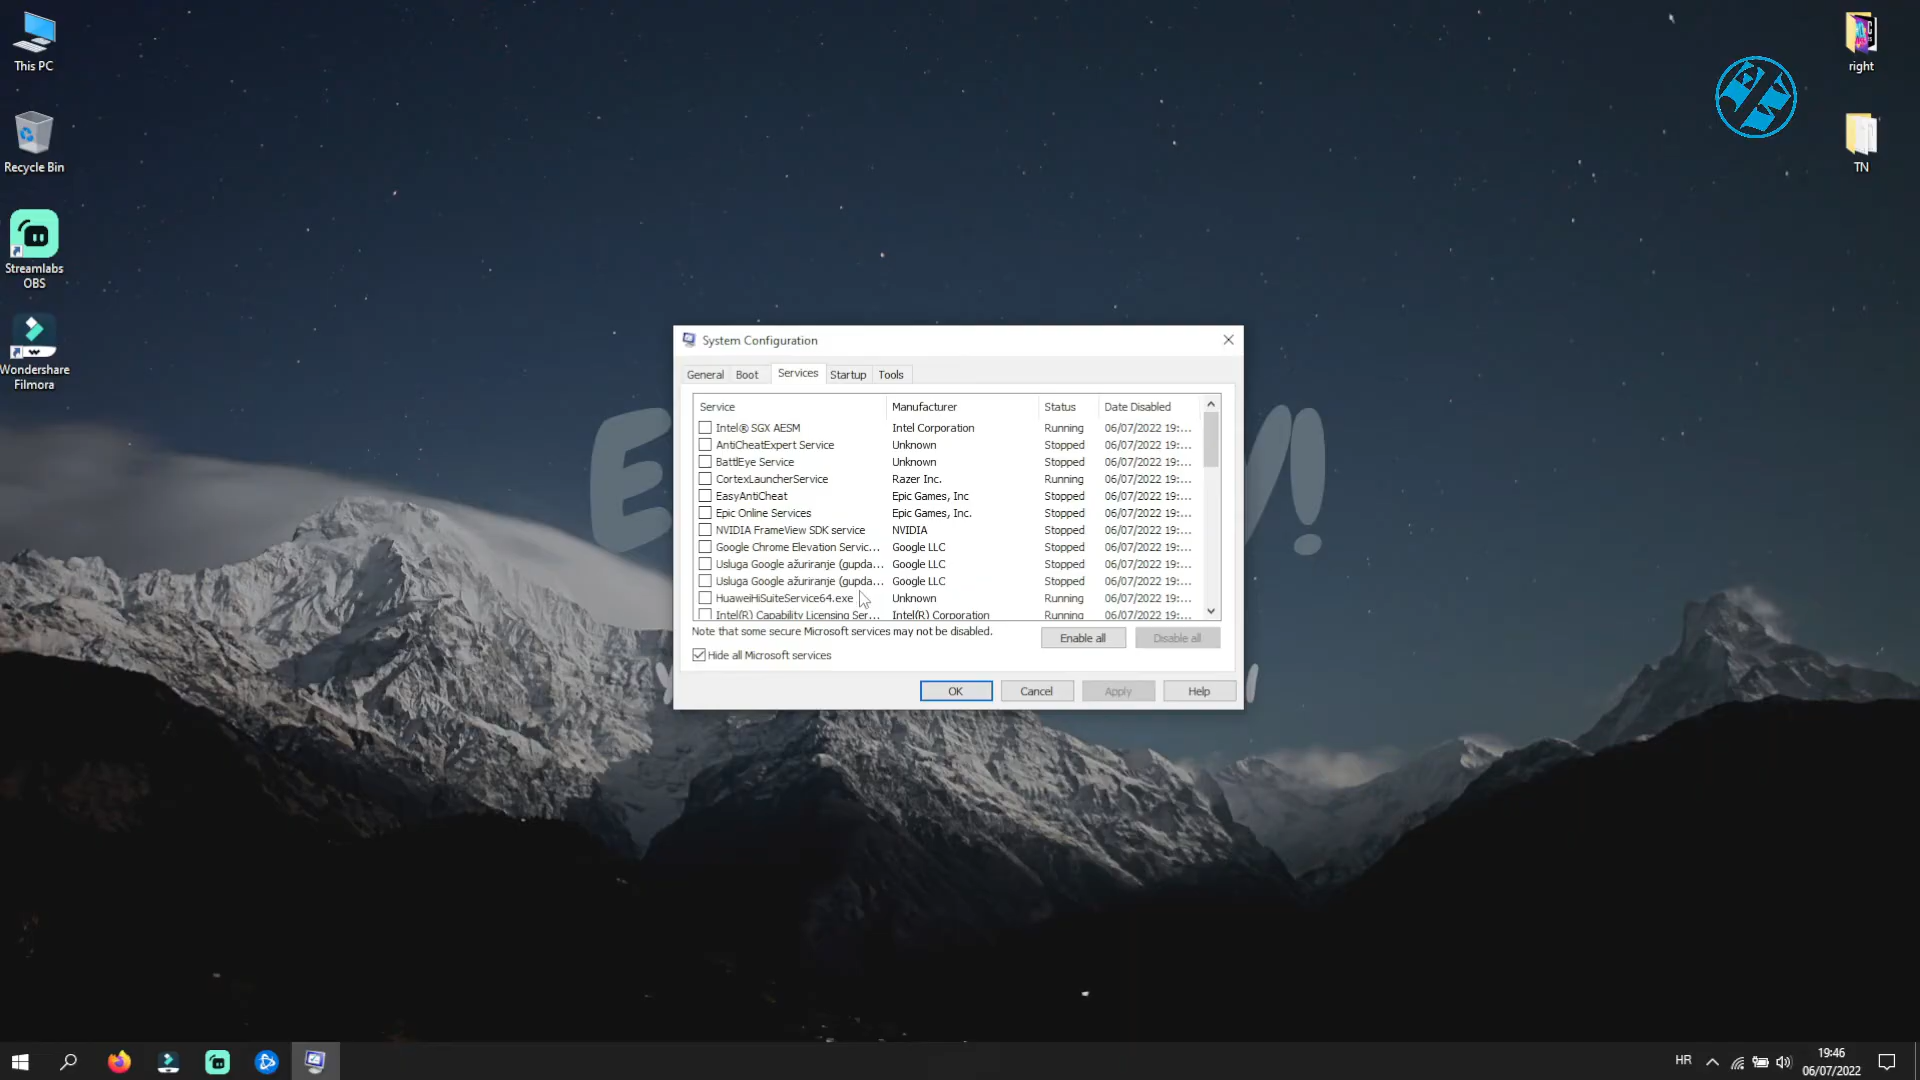 This PC
Recycle Bin
Streamlabs
OBS
Wondershare
Filmora
right
TN
System Configuration
General Boot Services Startup Tools
Service Manufacturer Status Date Disabled
Intel® SGX AESM Intel Corporation Running 06/07/2022 19:...
AntiCheatExpert Service Unknown Stopped 06/07/2022 19:...
BattlEye Service Unknown Stopped 06/07/2022 19:...
CortexLauncherService Razer Inc. Running 06/07/2022 19:...
EasyAntiCheat Epic Games, Inc Stopped 06/07/2022 19:...
Epic Online Services Epic Games, Inc. Stopped 06/07/2022 19:...
NVIDIA FrameView SDK service NVIDIA Stopped 06/07/2022 19:...
Google Chrome Elevation Servic... Google LLC Stopped 06/07/2022 19:...
Usluga Google ažuriranje (gupda... Google LLC Stopped 06/07/2022 19:...
Usluga Google ažuriranje (gupda... Google LLC Stopped 06/07/2022 19:...
HuaweiHiSuiteService64.exe Unknown Running 06/07/2022 19:...
Intel(R) Capability Licensing Ser... Intel(R) Corporation Running 06/07/2022 19:...
Note that some secure Microsoft services may not be disabled.
Enable all Disable all
Hide all Microsoft services
OK Cancel Apply Help
HR
19:46
06/07/2022